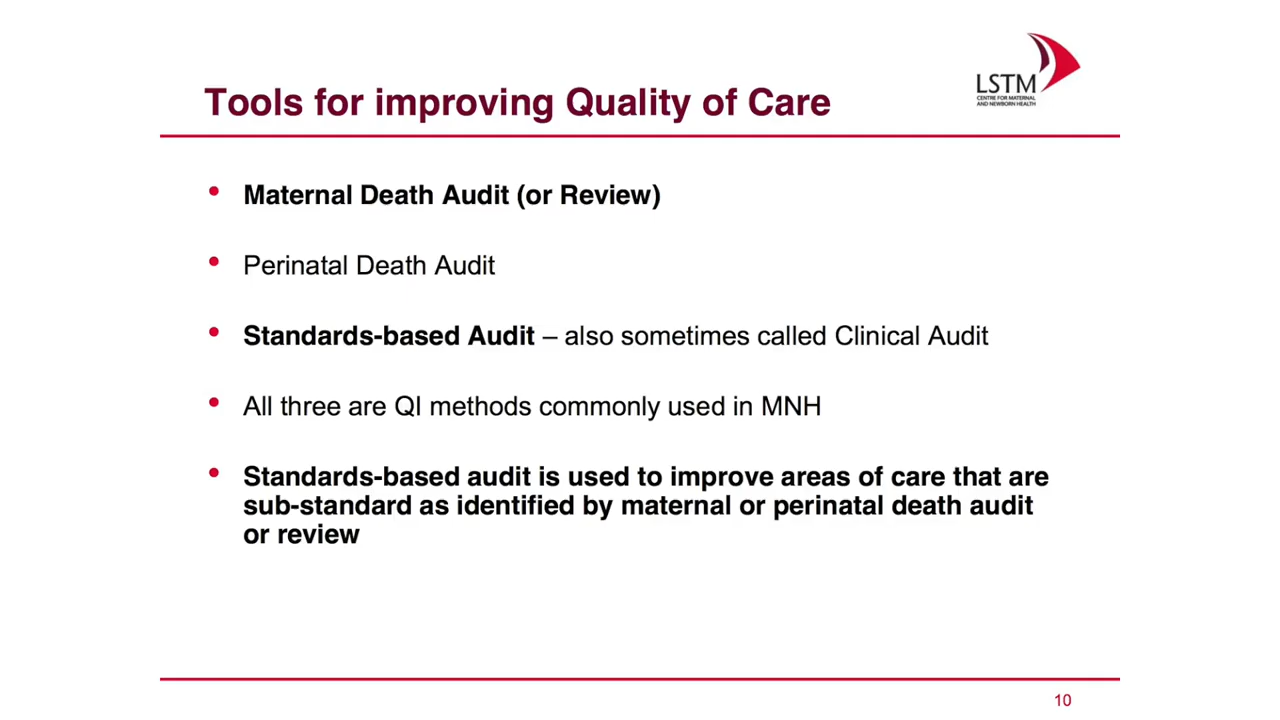 LSTM
CENTRE FOR MATERNAL
AND NEWBORN HEALTH
Tools for improving Quality of Care
• Maternal Death Audit (or Review)
• Perinatal Death Audit
• Standards-based Audit – also sometimes called Clinical Audit
• All three are QI methods commonly used in MNH
• Standards-based audit is used to improve areas of care that are
sub-standard as identified by maternal or perinatal death audit
or review
10